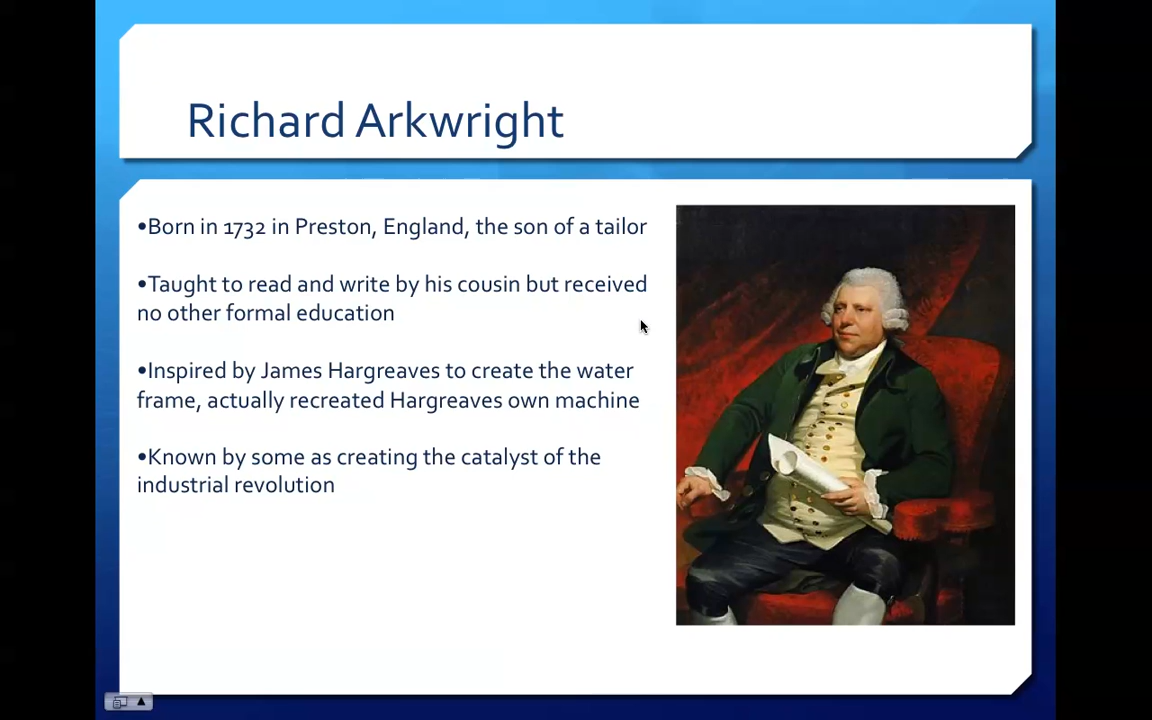 Richard Arkwright
•Born in 1732 in Preston, England, the son of a tailor
•Taught to read and write by his cousin but received
no other formal education
•Inspired by James Hargreaves to create the water
frame, actually recreated Hargreaves own machine
•Known by some as creating the catalyst of the
industrial revolution